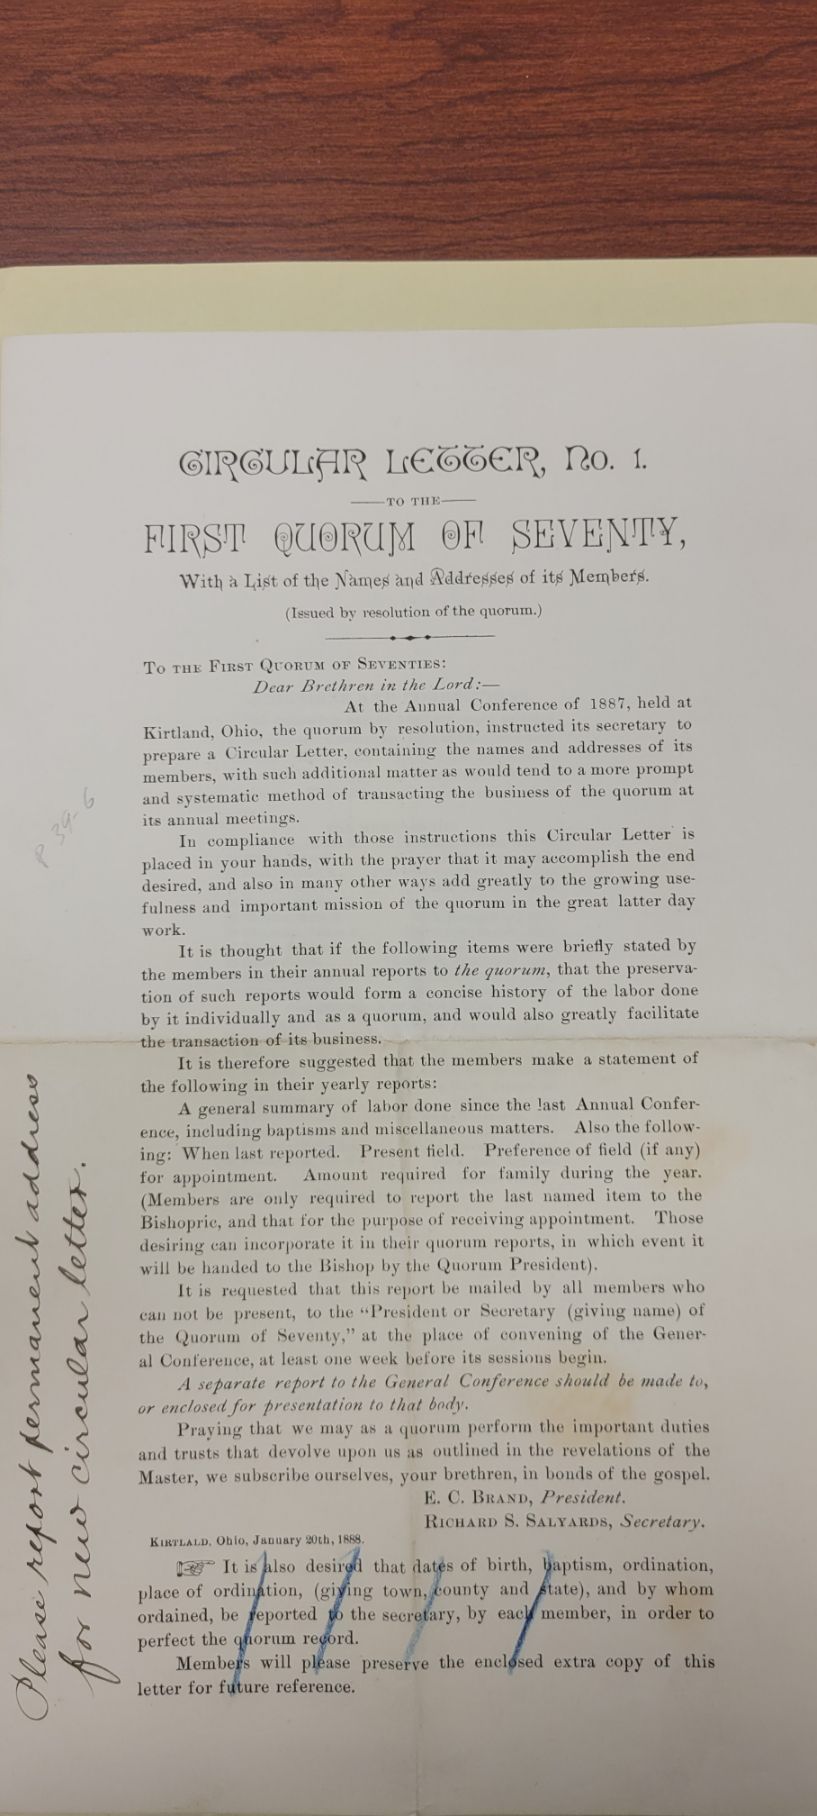 CIRCULAR LETTER, No. 1.
TO THE
FIRST QUORUM OF SEVENTY,
With a List of the Names and Addresses of its Members.
(Issued by resolution of the quorum.)
To the First Quorum of Seventies:
Dear Brethren in the Lord:—
At the Annual Conference of 1887, held at
Kirtland, Ohio, the quorum by resolution, instructed its secretary to
prepare a Circular Letter, containing the names and addresses of its
members, with such additional matter as would tend to a more prompt
and systematic method of transacting the business of the quorum at
its annual meetings.
In compliance with those instructions this Circular Letter is
placed in your hands, with the prayer that it may accomplish the end
desired, and also in many other ways add greatly to the growing use-
fulness and important mission of the quorum in the great latter day
work.
It is thought that if the following items were briefly stated by
the members in their annual reports to the quorum, that the preserva-
tion of such reports would form a concise history of the labor done
by it individually and as a quorum, and would also greatly facilitate
the transaction of its business.
It is therefore suggested that the members make a statement of
the following in their yearly reports:
A general summary of labor done since the last Annual Confer-
ence, including baptisms and miscellaneous matters. Also the follow-
ing: When last reported. Present field. Preference of field (if any)
for appointment. Amount required for family during the year.
(Members are only required to report the last named item to the
Bishopric, and that for the purpose of receiving appointment. Those
desiring can incorporate it in their quorum reports, in which event it
will be handed to the Bishop by the Quorum President).
It is requested that this report be mailed by all members who
can not be present, to the "President or Secretary (giving name) of
the Quorum of Seventy," at the place of convening of the Gener-
al Conference, at least one week before its sessions begin.
A separate report to the General Conference should be made to,
or enclosed for presentation to that body.
Praying that we may as a quorum perform the important duties
and trusts that devolve upon us as outlined in the revelations of the
Master, we subscribe ourselves, your brethren, in bonds of the gospel.
E. C. Brand, President.
Richard S. Salyards, Secretary.
Kirtlald, Ohio, January 20th, 1888.
It is also desired that dates of birth, baptism, ordination,
place of ordination, (giving town, county and state), and by whom
ordained, be reported to the secretary, by each member, in order to
perfect the quorum record.
Members will please preserve the enclosed extra copy of this
letter for future reference.
Please report permanent address
for new circular letter.
P 39-6